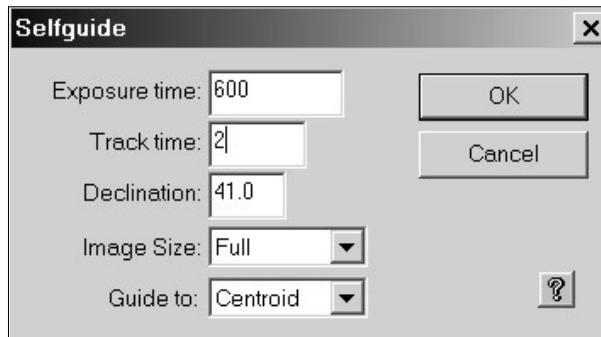 Selfguide
Exposure time: 600
OK
Track time: 2
Cancel
Declination: 41.0
Image Size: Full
Guide to: Centroid
?